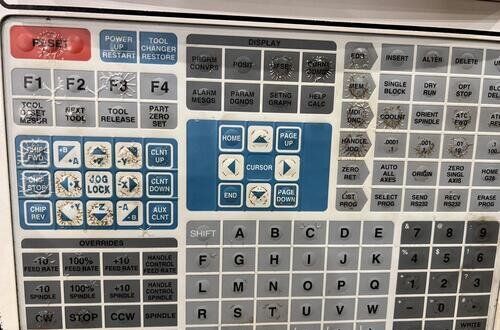 RESET
POWER UP RESTART
TOOL CHANGER RESTORE
F1 F2 F3 F4
TOOL OFFSET MESUR
NEXT TOOL
TOOL RELEASE
PART ZERO SET
CHIP FWD
+B +A
-Y
CLNT UP
CHIP STOP
JOG LOCK
-X
CLNT DOWN
CHIP REV
+Y
-B
AUX CLNT
DISPLAY
PRGRM CONVRS
POSIT
OFSET
CURNT COMDS
ALARM MESGS
PARAM DGNOS
SETNG GRAPH
HELP CALC
HOME
PAGE UP
CURSOR
END
PAGE DOWN
EDIT
INSERT
ALTER
DELETE
MEM
SINGLE BLOCK
DRY RUN
OPT STOP
MDI DNC
COOLNT
ORIENT SPINDLE
ATC FWD
HANDLE JOG
.0001
.001
.01
ZERO RET
AUTO ALL AXES
ORIGIN
ZERO SINGL AXIS
HOME G28
LIST PROG
SELECT PROG
SEND RS232
RECV RS232
ERASE PROG
OVERRIDES
-10 FEED RATE
100% FEED RATE
+10 FEED RATE
HANDLE CONTROL FEED RATE
-10 SPINDLE
100% SPINDLE
+10 SPINDLE
HANDLE CONTROL SPINDLE
CW
STOP
CCW
SPINDLE
SHIFT A B C D E
F G H I J K
L M N O P Q
R S T U V W
7 8 9
4 5 6
1 2 3
- 0 .
WRITE